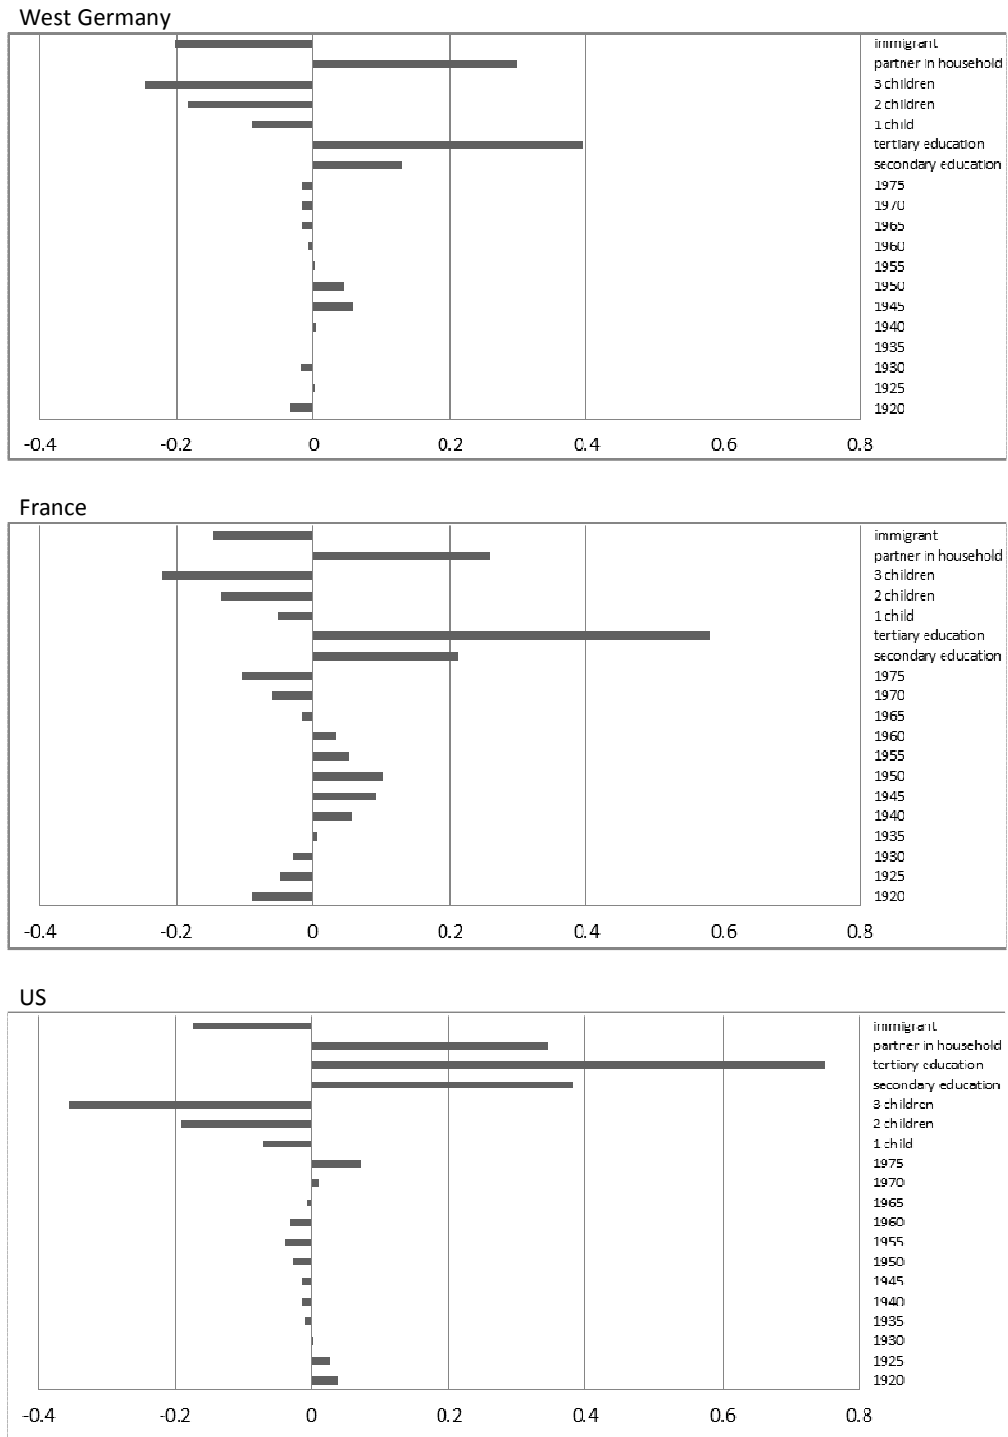 West Germany
immigrant
partner in household
3 children
2 children
1 child
tertiary education
secondary education
1975
1970
1965
1960
1955
1950
1945
1940
1935
1930
1925
1920
-0.4 -0.2 0 0.2 0.4 0.6 0.8
France
immigrant
partner in household
3 children
2 children
1 child
tertiary education
secondary education
1975
1970
1965
1960
1955
1950
1945
1940
1935
1930
1925
1920
-0.4 -0.2 0 0.2 0.4 0.6 0.8
US
immigrant
partner in household
tertiary education
secondary education
3 children
2 children
1 child
1975
1970
1965
1960
1955
1950
1945
1940
1935
1930
1925
1920
-0.4 -0.2 0 0.2 0.4 0.6 0.8